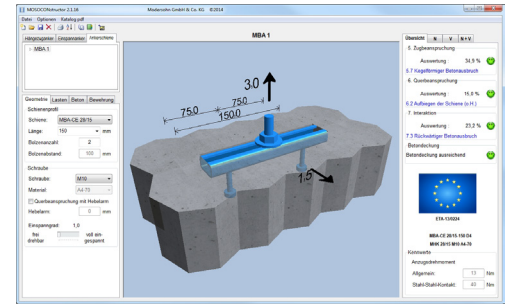 MOSOCONstructor 2.1.16 Modersohn GmbH & Co. KG ©2014
Datei Optionen Katalog.pdf
Hängezuganker Einspannanker Ankerschiene
MBA 1
Geometrie Lasten Beton Bewehrung
Schienenprofil
Schiene: MBA-CE 28/15
Länge: 150 mm
Bolzenanzahl: 2
Bolzenabstand: 100 mm
Schraube
Schraube: M10
Material: A4-70
Querbeanspruchung mit Hebelarm
Hebelarm: 0 mm
Einspanngrad: 1,0
frei drehbar voll eingespannt
MBA 1
3.0
75.0
75.0
150.0
1.5
Übersicht N V N+V
5. Zugbeanspruchung
Auswertung : 34,9 %
5.7 Kegelförmiger Betonausbruch
6. Querbeanspruchung
Auswertung : 15,0 %
6.2 Aufbiegen der Schiene (o.H.)
7. Interaktion
Auswertung : 23,2 %
7.3 Rückwärtiger Betonausbruch
Betondeckung
Betondeckung ausreichend
ETA-13/0224
MBA-CE 28/15-150 D4
MHK 28/15 M10 A4-70
Kennwerte
Anzugsdrehmoment
Allgemein: 13 Nm
Stahl-Stahl-Kontakt: 40 Nm